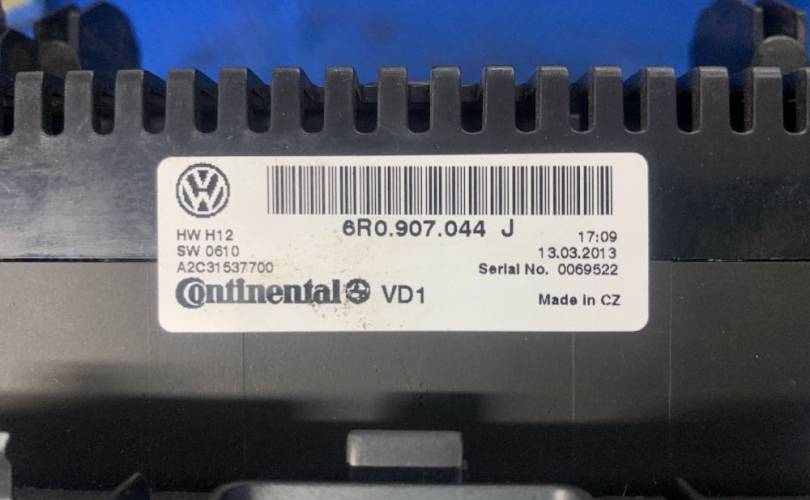 VW
6R0.907.044 J
HW H12
17:09
SW 0610
13.03.2013
A2C31537700
Serial No. 0069522
Continental VD1
Made in CZ